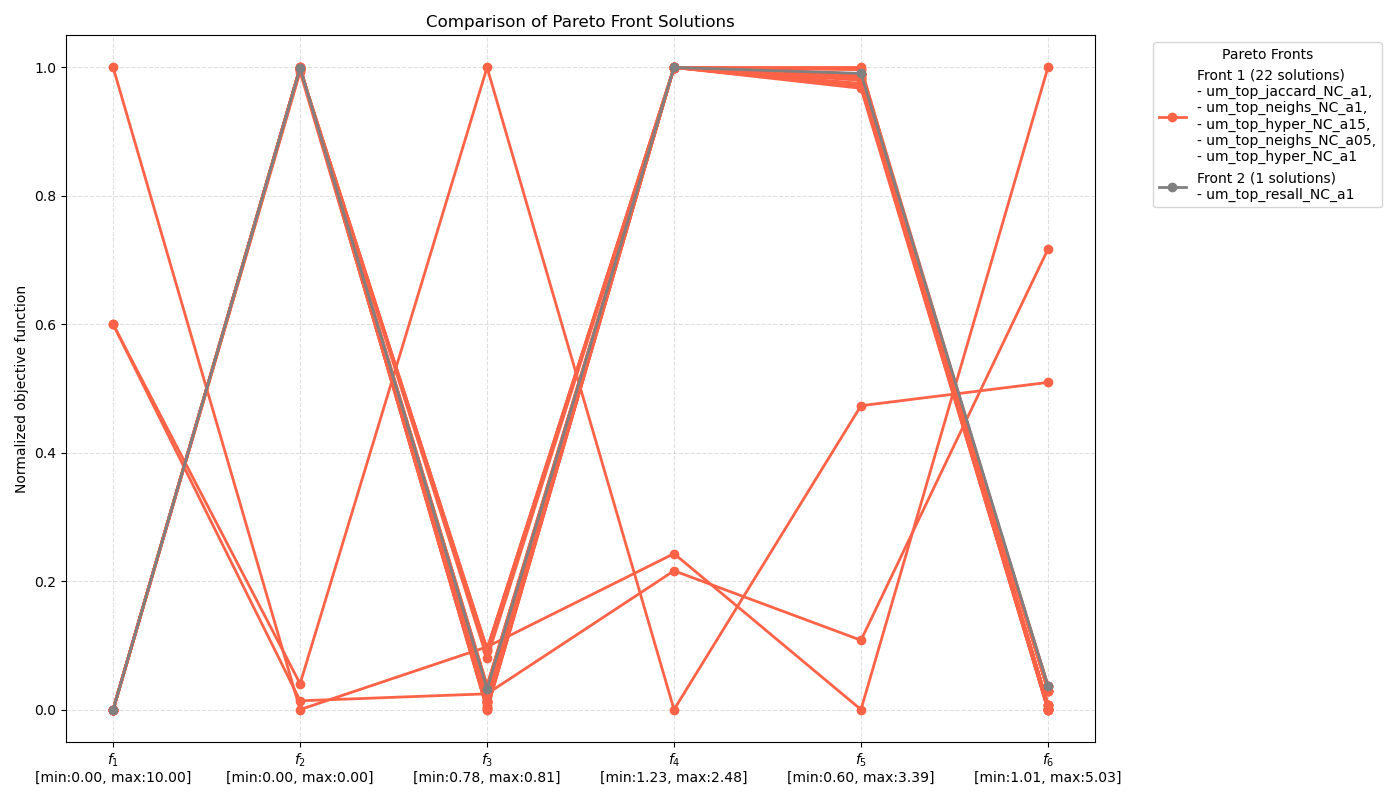 Comparison of Pareto Front Solutions
Normalized objective function
1.0
0.8
0.6
0.4
0.2
0.0
f1
[min:0.00, max:10.00]
f2
[min:0.00, max:0.00]
f3
[min:0.78, max:0.81]
f4
[min:1.23, max:2.48]
f5
[min:0.60, max:3.39]
f6
[min:1.01, max:5.03]
Pareto Fronts
Front 1 (22 solutions)
- um_top_jaccard_NC_a1,
- um_top_neighs_NC_a1,
- um_top_hyper_NC_a15,
- um_top_neighs_NC_a05,
- um_top_hyper_NC_a1
Front 2 (1 solutions)
- um_top_resall_NC_a1